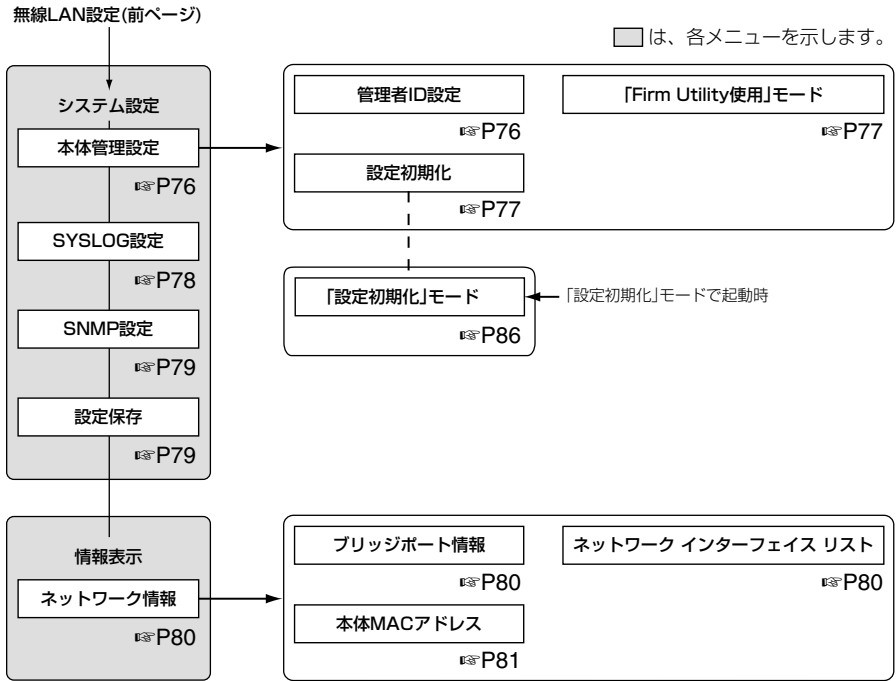 無線LAN設定(前ページ)
は、各メニューを示します。
システム設定
本体管理設定
☞P76
SYSLOG設定
☞P78
SNMP設定
☞P79
設定保存
☞P79
管理者ID設定
☞P76
「Firm Utility使用」モード
☞P77
設定初期化
☞P77
「設定初期化」モード
☞P86
「設定初期化」モードで起動時
情報表示
ネットワーク情報
☞P80
ブリッジポート情報
☞P80
ネットワーク インターフェイス リスト
☞P80
本体MACアドレス
☞P81